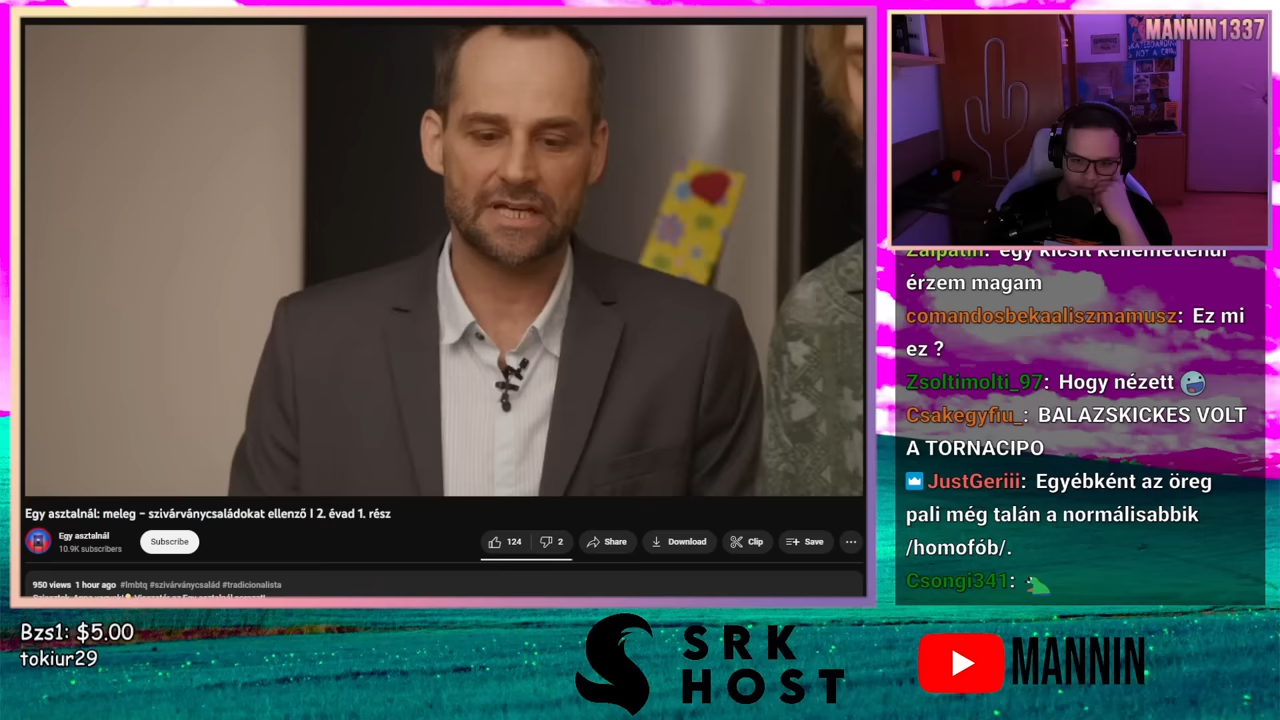 MANNIN1337
Egy asztalnál: meleg – szivárványcsaládokat ellenző I 2. évad 1. rész
Egy asztalnál
10.9K subscribers
Subscribe
124
2
Share
Download
Clip
Save
950 views 1 hour ago #lmbtq #szivárványcsalád #tradicionalista
Zalpatin: egy kicsit kellemetlenül
érzem magam
comandosbekaaliszmamusz: Ez mi
ez ?
Zsoltimolti_97: Hogy nézett
Csakegyfiu_: BALAZSKICKES VOLT
A TORNACIPO
JustGeriii: Egyébként az öreg
pali még talán a normálisabbik
/homofób/.
Csongi341:
Bzs1: $5.00
tokiur29
SRK
HOST
MANNIN